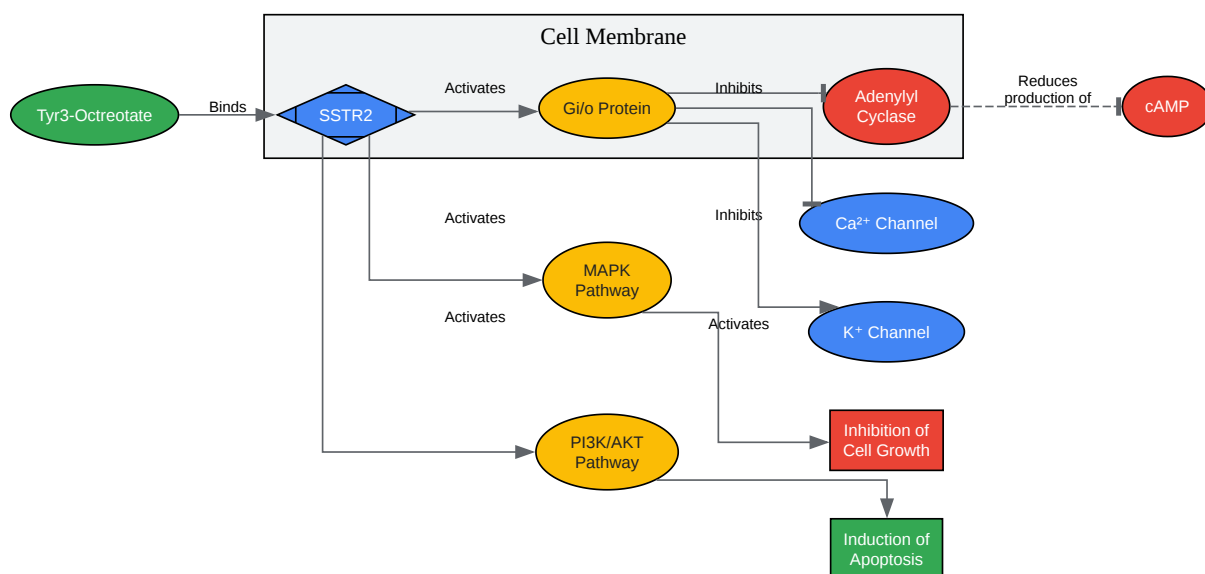 Cell Membrane
Tyr3-Octreotate
Binds
SSTR2
Activates
Gi/o Protein
Inhibits
Adenylyl
Cyclase
Reduces
production of
cAMP
Activates
Inhibits
Ca²⁺ Channel
MAPK
Pathway
Activates
Activates
K⁺ Channel
PI3K/AKT
Pathway
Inhibition of
Cell Growth
Induction of
Apoptosis